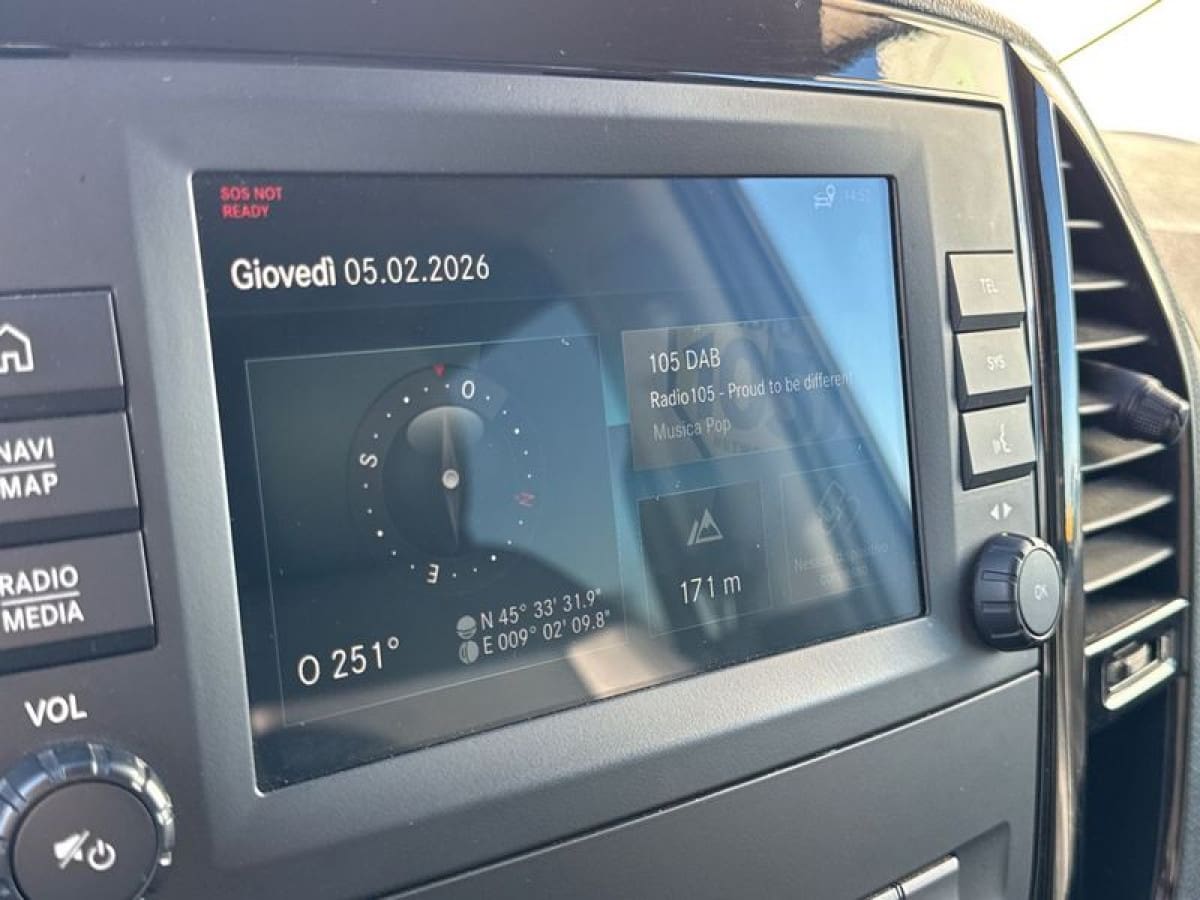 SOS NOT
READY
Giovedì 05.02.2026
O
S
N
E
O 251°
N 45° 33' 31.9"
E 009° 02' 09.8"
105 DAB
Radio105 - Proud to be different
Musica Pop
171 m
NAVI
MAP
RADIO
MEDIA
VOL
TEL
SYS
OK